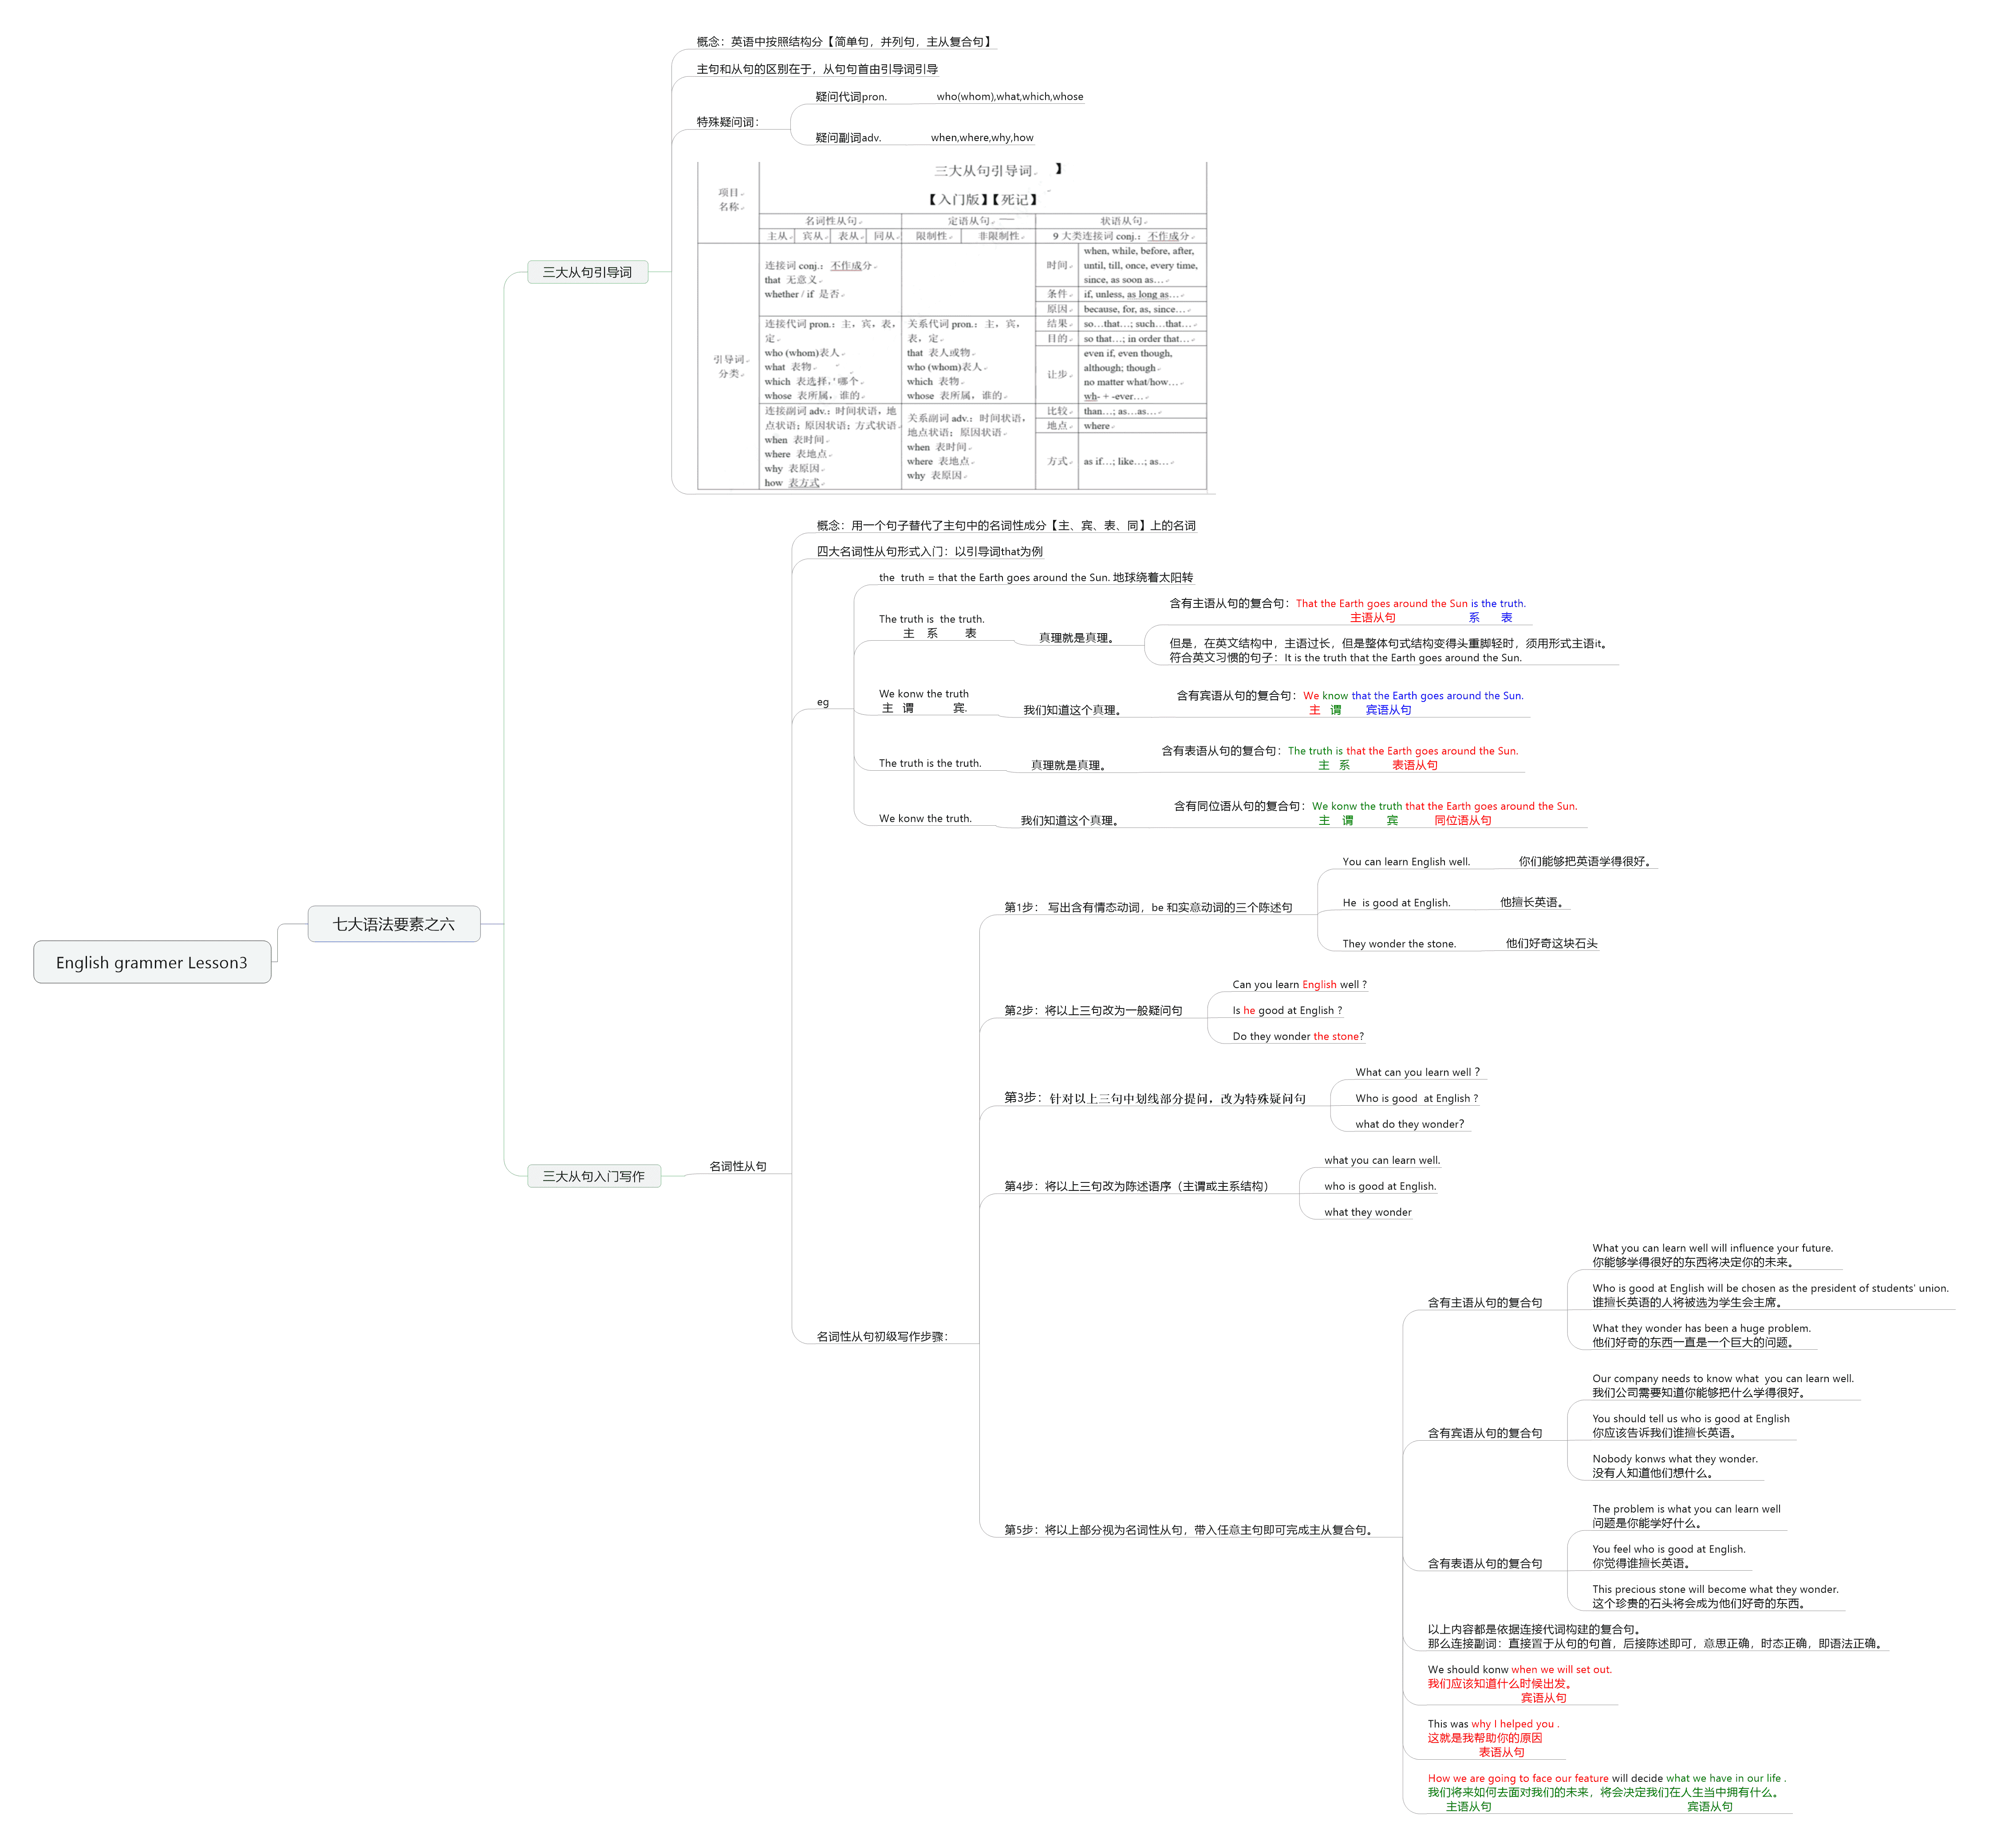 English grammer Lesson3
七大语法要素之六
三大从句引导词
概念：英语中按照结构分【简单句，并列句，主从复合句】
主句和从句的区别在于，从句句首由引导词引导
特殊疑问词：
疑问代词pron.
who(whom),what,which,whose
疑问副词adv.
when,where,why,how
项目
名称
三大从句引导词 】
【入门版】【死记】
名词性从句
定语从句
状语从句
主从
宾从
表从
同从
限制性
非限制性
9 大类连接词 conj.：不作成分
引导词
分类
连接词 conj.：不作成分
that 无意义
whether / if 是否
连接代词 pron.：主，宾，表，
定
who (whom)表人
what 表物
which 表选择，哪个
whose 表所属，谁的
关系代词 pron.：主，宾，
表，定
that 表人或物
who (whom)表人
which 表物
whose 表所属，谁的
连接副词 adv.：时间状语，地
点状语；原因状语；方式状语
when 表时间
where 表地点
why 表原因
how 表方式
关系副词 adv.：时间状语，
地点状语；原因状语
when 表时间
where 表地点
why 表原因
时间
when, while, before, after,
until, till, once, every time,
since, as soon as…
条件
if, unless, as long as…
原因
because, for, as, since…
结果
so…that…; such…that…
目的
so that…; in order that…
让步
even if, even though,
although; though
no matter what/how…
wh- + -ever…
比较
than…; as…as…
地点
where
方式
as if…; like…; as…
三大从句入门写作
名词性从句
概念：用一个句子替代了主句中的名词性成分【主、宾、表、同】上的名词
四大名词性从句形式入门：以引导词that为例
eg
the truth = that the Earth goes around the Sun. 地球绕着太阳转
The truth is the truth.
主 系 表
真理就是真理。
含有主语从句的复合句：That the Earth goes around the Sun is the truth.
主语从句 系 表
但是，在英文结构中，主语过长，但是整体句式结构变得头重脚轻时，须用形式主语it。
符合英文习惯的句子：It is the truth that the Earth goes around the Sun.
We konw the truth
主 谓 宾.
我们知道这个真理。
含有宾语从句的复合句：We know that the Earth goes around the Sun.
主 谓 宾语从句
The truth is the truth.
真理就是真理。
含有表语从句的复合句：The truth is that the Earth goes around the Sun.
主 系 表语从句
We konw the truth.
我们知道这个真理。
含有同位语从句的复合句：We konw the truth that the Earth goes around the Sun.
主 谓 宾 同位语从句
名词性从句初级写作步骤：
第1步： 写出含有情态动词，be 和实意动词的三个陈述句
You can learn English well.
你们能够把英语学得很好。
He is good at English.
他擅长英语。
They wonder the stone.
他们好奇这块石头
第2步：将以上三句改为一般疑问句
Can you learn English well ?
Is he good at English ?
Do they wonder the stone?
第3步：针对以上三句中划线部分提问，改为特殊疑问句
What can you learn well ？
Who is good at English ?
what do they wonder？
第4步：将以上三句改为陈述语序（主谓或主系结构）
what you can learn well.
who is good at English.
what they wonder
第5步：将以上部分视为名词性从句，带入任意主句即可完成主从复合句。
含有主语从句的复合句
What you can learn well will influence your future.
你能够学得很好的东西将决定你的未来。
Who is good at English will be chosen as the president of students' union.
谁擅长英语的人将被选为学生会主席。
What they wonder has been a huge problem.
他们好奇的东西一直是一个巨大的问题。
含有宾语从句的复合句
Our company needs to know what you can learn well.
我们公司需要知道你能够把什么学得很好。
You should tell us who is good at English
你应该告诉我们谁擅长英语。
Nobody konws what they wonder.
没有人知道他们想什么。
含有表语从句的复合句
The problem is what you can learn well
问题是你能学好什么。
You feel who is good at English.
你觉得谁擅长英语。
This precious stone will become what they wonder.
这个珍贵的石头将会成为他们好奇的东西。
以上内容都是依据连接代词构建的复合句。
那么连接副词：直接置于从句的句首，后接陈述即可，意思正确，时态正确，即语法正确。
We should konw when we will set out.
我们应该知道什么时候出发。
宾语从句
This was why I helped you .
这就是我帮助你的原因
表语从句
How we are going to face our feature will decide what we have in our life .
我们将来如何去面对我们的未来，将会决定我们在人生当中拥有什么。
主语从句 宾语从句